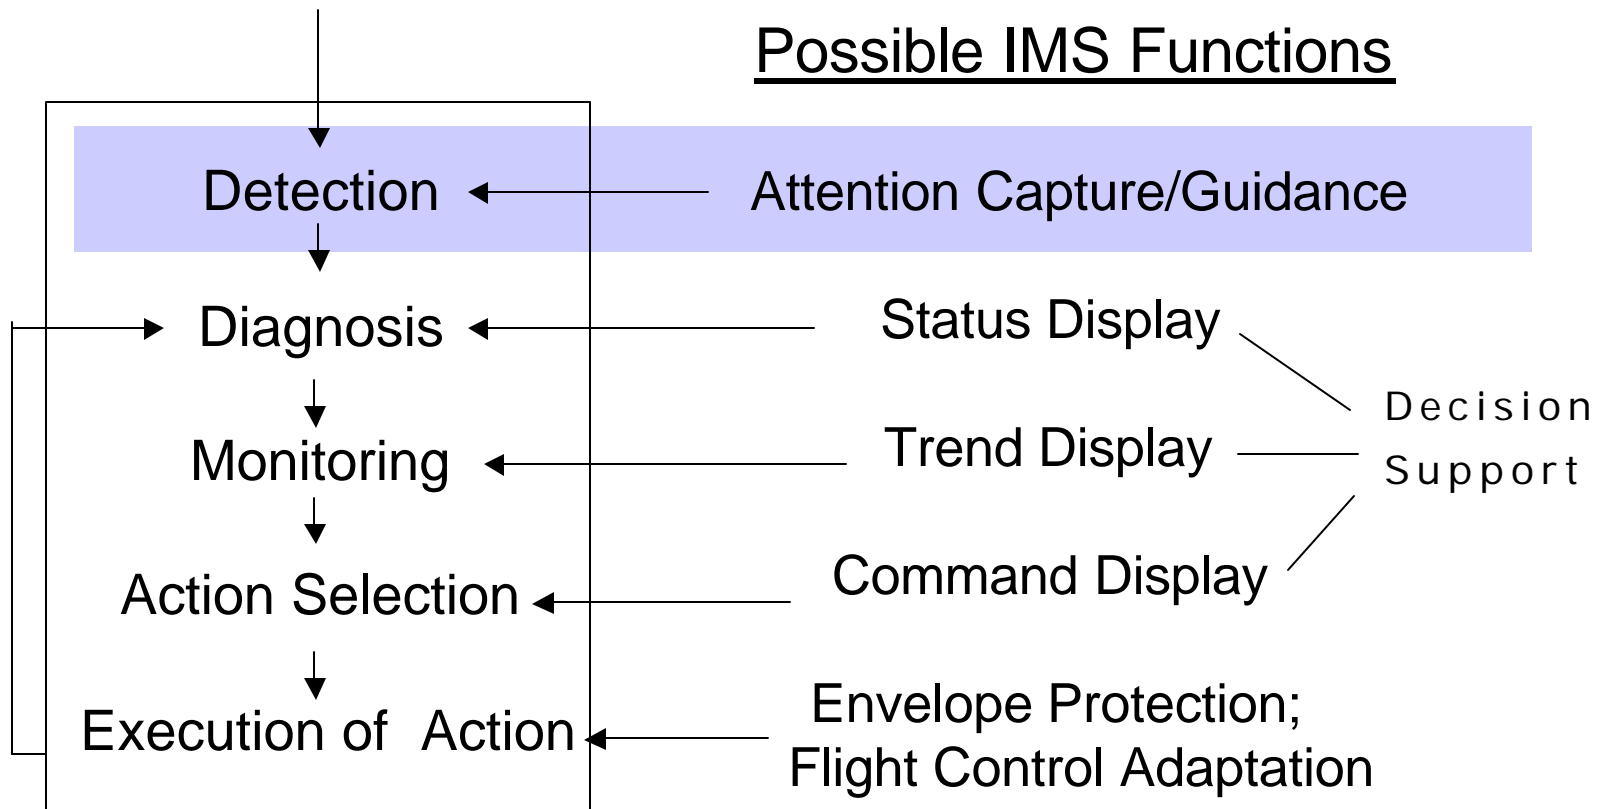 Possible IMS Functions
Detection
Attention Capture/Guidance
Diagnosis
Status Display
Monitoring
Trend Display
Decision
Support
Action Selection
Command Display
Execution of Action
Envelope Protection;
Flight Control Adaptation